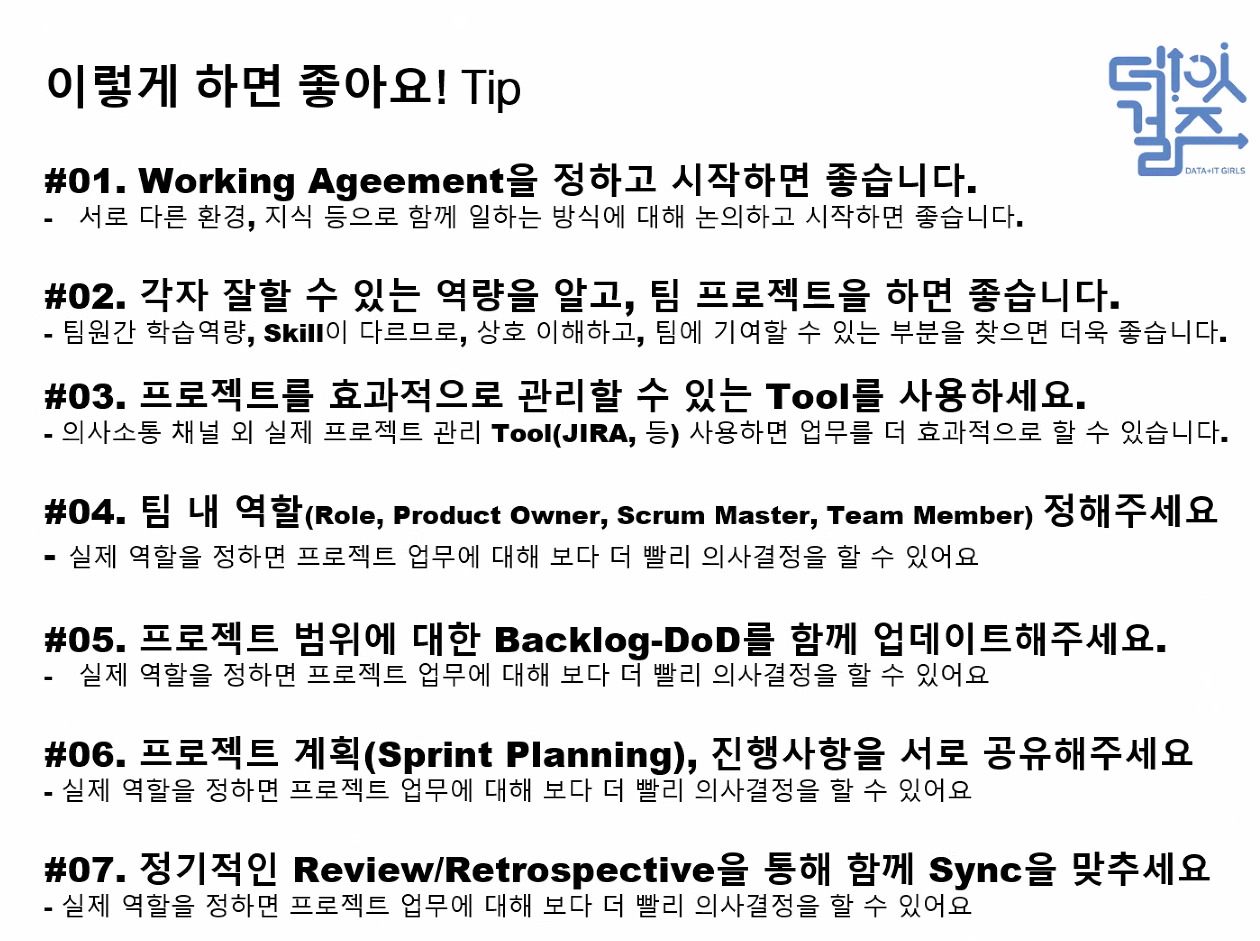 이렇게 하면 좋아요! Tip
데잇걸즈
DATA+IT GIRLS
#01. Working Ageement을 정하고 시작하면 좋습니다.
- 서로 다른 환경, 지식 등으로 함께 일하는 방식에 대해 논의하고 시작하면 좋습니다.
#02. 각자 잘할 수 있는 역량을 알고, 팀 프로젝트을 하면 좋습니다.
- 팀원간 학습역량, Skill이 다르므로, 상호 이해하고, 팀에 기여할 수 있는 부분을 찾으면 더욱 좋습니다.
#03. 프로젝트를 효과적으로 관리할 수 있는 Tool를 사용하세요.
- 의사소통 채널 외 실제 프로젝트 관리 Tool(JIRA, 등) 사용하면 업무를 더 효과적으로 할 수 있습니다.
#04. 팀 내 역할(Role, Product Owner, Scrum Master, Team Member) 정해주세요
- 실제 역할을 정하면 프로젝트 업무에 대해 보다 더 빨리 의사결정을 할 수 있어요
#05. 프로젝트 범위에 대한 Backlog-DoD를 함께 업데이트해주세요.
- 실제 역할을 정하면 프로젝트 업무에 대해 보다 더 빨리 의사결정을 할 수 있어요
#06. 프로젝트 계획(Sprint Planning), 진행사항을 서로 공유해주세요
- 실제 역할을 정하면 프로젝트 업무에 대해 보다 더 빨리 의사결정을 할 수 있어요
#07. 정기적인 Review/Retrospective을 통해 함께 Sync을 맞추세요
- 실제 역할을 정하면 프로젝트 업무에 대해 보다 더 빨리 의사결정을 할 수 있어요